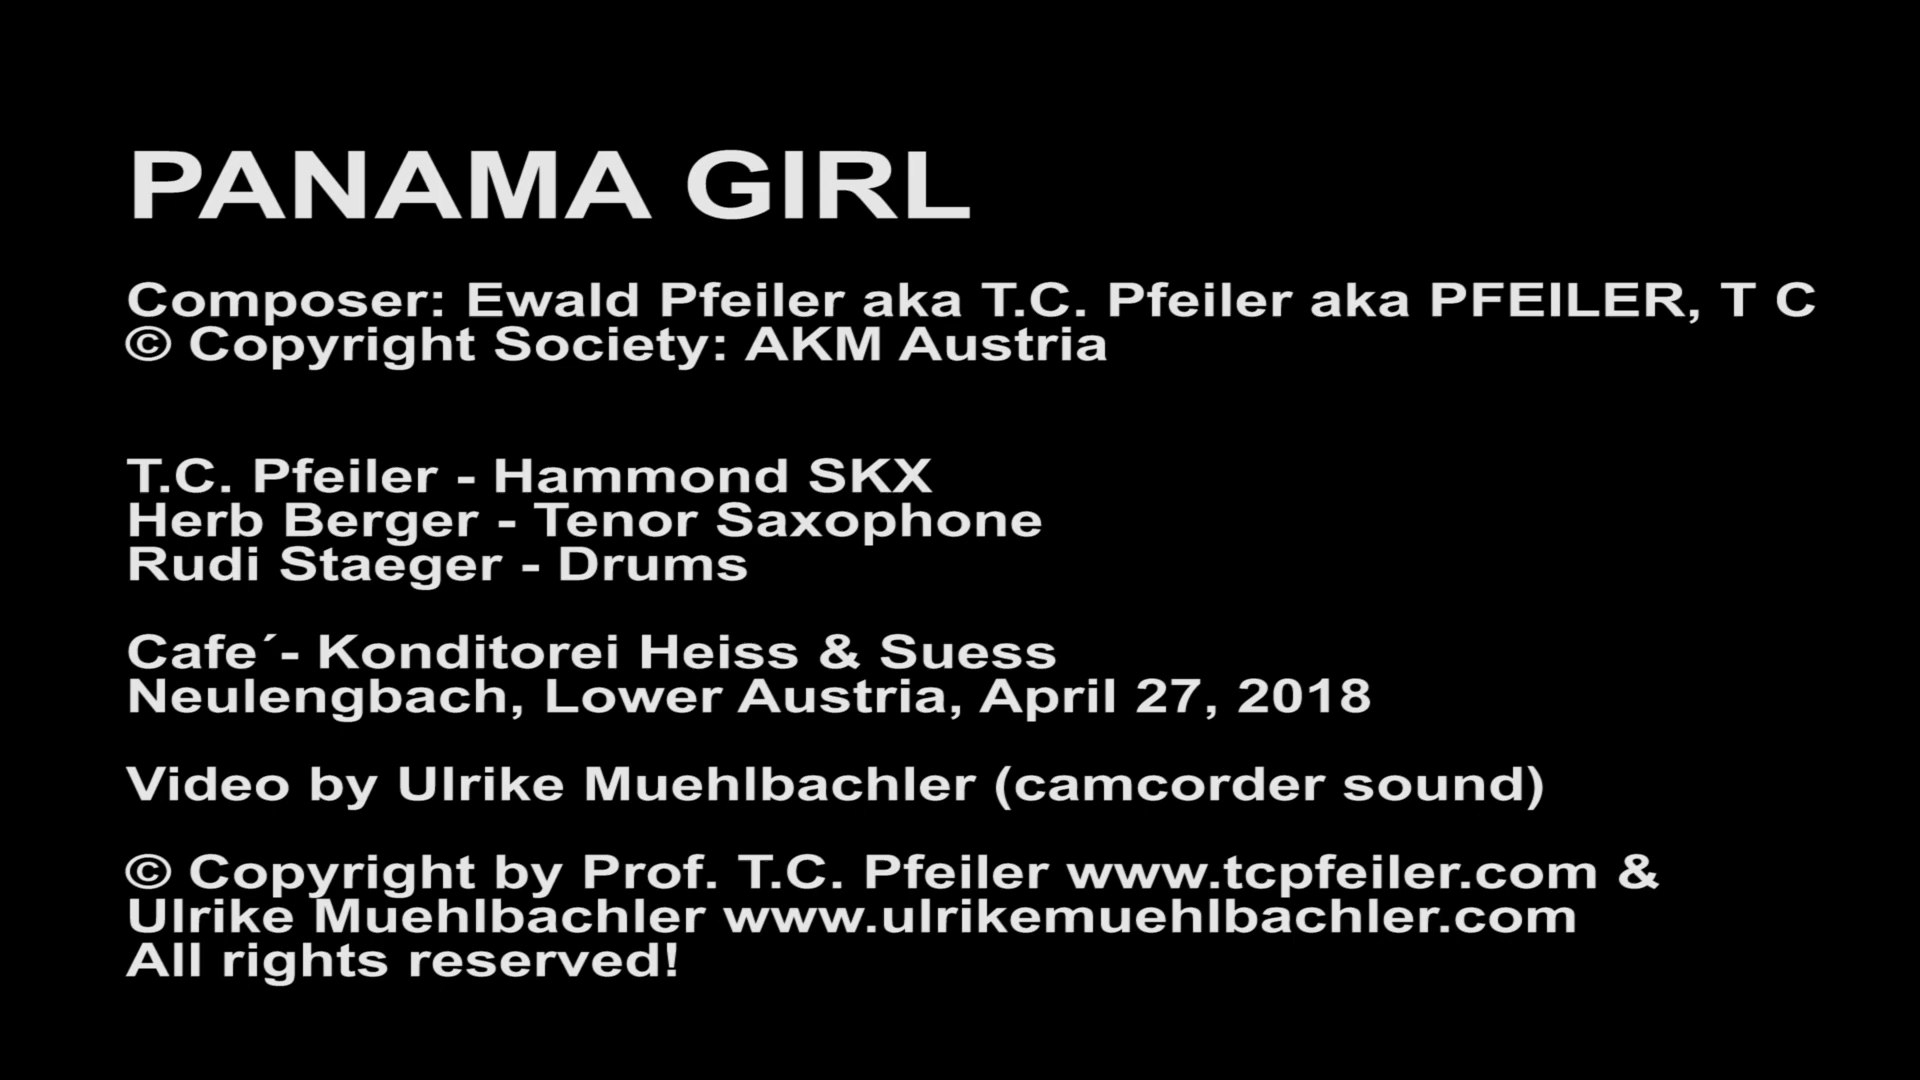 PANAMA GIRL
Composer: Ewald Pfeiler aka T.C. Pfeiler aka PFEILER, T C
© Copyright Society: AKM Austria
T.C. Pfeiler - Hammond SKX
Herb Berger - Tenor Saxophone
Rudi Staeger - Drums
Cafe´- Konditorei Heiss & Suess
Neulengbach, Lower Austria, April 27, 2018
Video by Ulrike Muehlbachler (camcorder sound)
© Copyright by Prof. T.C. Pfeiler www.tcpfeiler.com &
Ulrike Muehlbachler www.ulrikemuehlbachler.com
All rights reserved!